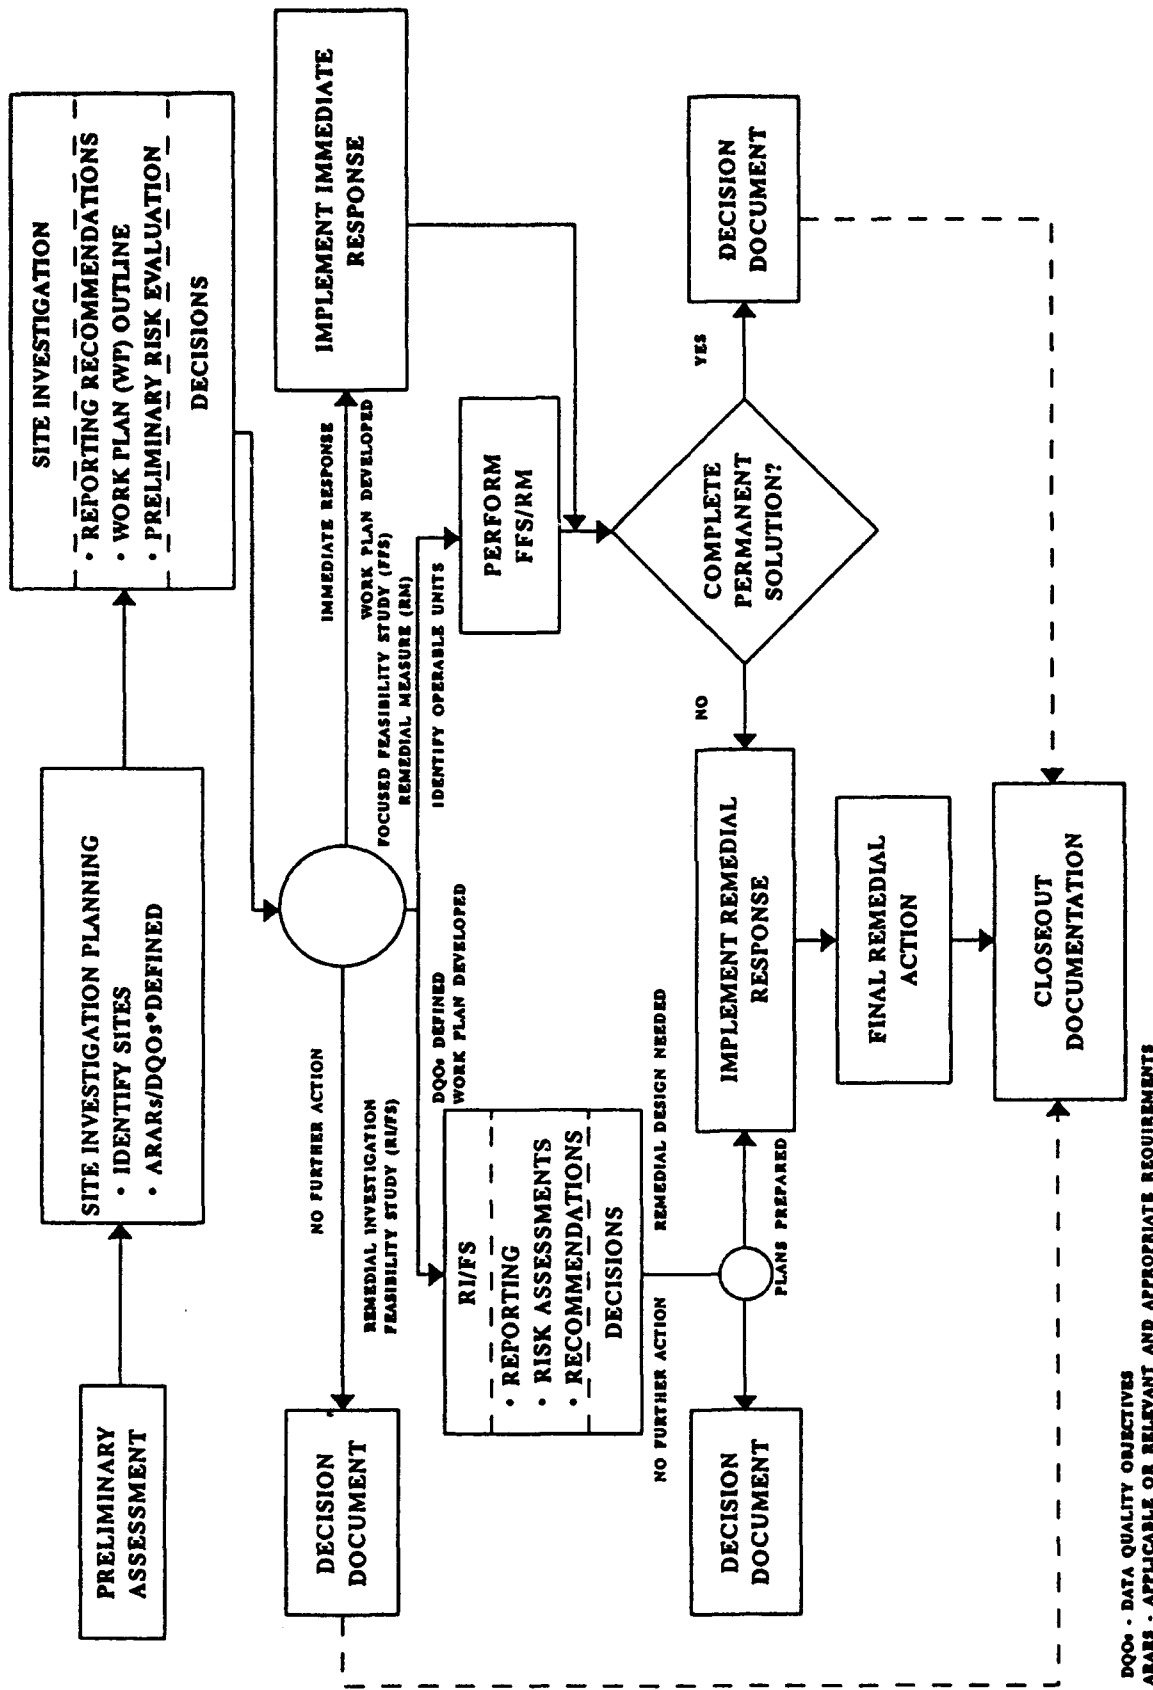 PRELIMINARY
ASSESSMENT
SITE INVESTIGATION PLANNING
• IDENTIFY SITES
• ARARs/DQOs*DEFINED
SITE INVESTIGATION
• REPORTING RECOMMENDATIONS
• WORK PLAN (WP) OUTLINE
• PRELIMINARY RISK EVALUATION
DECISIONS
NO FURTHER ACTION
IMMEDIATE RESPONSE
DECISION
DOCUMENT
IMPLEMENT IMMEDIATE
RESPONSE
REMEDIAL INVESTIGATION
FEASIBILITY STUDY (RI/FS)
WORK PLAN DEVELOPED
FOCUSED FEASIBILITY STUDY (FFS)
REMEDIAL MEASURE (RM)
DQOs DEFINED
WORK PLAN DEVELOPED
IDENTIFY OPERABLE UNITS
RI/FS
• REPORTING
• RISK ASSESSMENTS
• RECOMMENDATIONS
DECISIONS
PERFORM
FFS/RM
NO FURTHER ACTION
REMEDIAL DESIGN NEEDED
NO
YES
DECISION
DOCUMENT
PLANS PREPARED
IMPLEMENT REMEDIAL
RESPONSE
COMPLETE
PERMANENT
SOLUTION?
DECISION
DOCUMENT
FINAL REMEDIAL
ACTION
CLOSEOUT
DOCUMENTATION
DQOs - DATA QUALITY OBJECTIVES
ARARS - APPLICABLE OR RELEVANT AND APPROPRIATE REQUIREMENTS